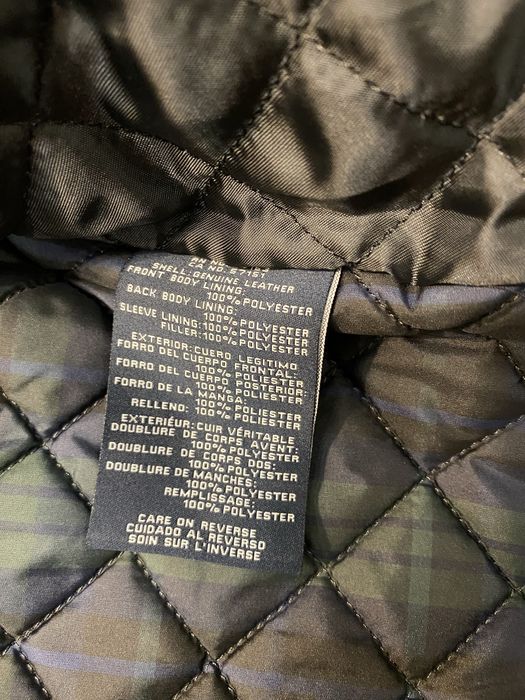 CA NO. 57151
SHELL:GENUINE LEATHER
FRONT BODY LINING:
100%POLYESTER
BACK BODY LINING:
100%POLYESTER
SLEEVE LINING:100%POLYESTER
FILLER:100%POLYESTER
EXTERIOR:CUERO LEGITIMO
FORRO DEL CUERPO FRONTAL:
100%POLIESTER
FORRO DEL CUERPO POSTERIOR:
100%POLIESTER
FORRO DE LA MANGA:
100%POLIESTER
RELLENO: 100%POLIESTER
EXTÉRIEUR:CUIR VÉRITABLE
DOUBLURE DE CORPS AVENT:
100%POLYESTER
DOUBLURE DE CORPS DOS:
100%POLYESTER
DOUBLURE DE MANCHES:
100%POLYESTER
REMPLISSAGE:
100%POLYESTER
CARE ON REVERSE
CUIDADO AL REVERSO
SOIN SUR L'INVERSE